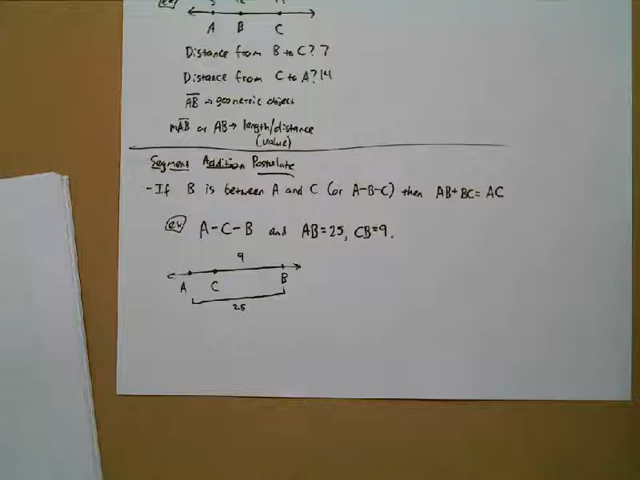 A B C
Distance from B to C? 7
Distance from C to A? 14
AB → geometric object
mAB or AB → length/distance
(value)
Segment Addition Postulate
- If B is between A and C (or A-B-C) then AB+BC= AC
ex A-C-B and AB=25, CB=9.
9
A C B
25